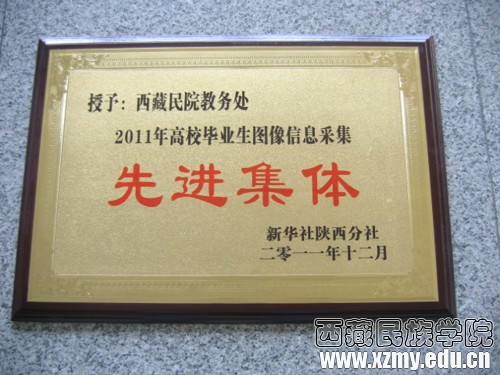 授予：西藏民院教务处
2011年高校毕业生图像信息采集
先进集体
新华社陕西分社
二零一一年十二月
西藏民族学院
www.xzmy.edu.cn